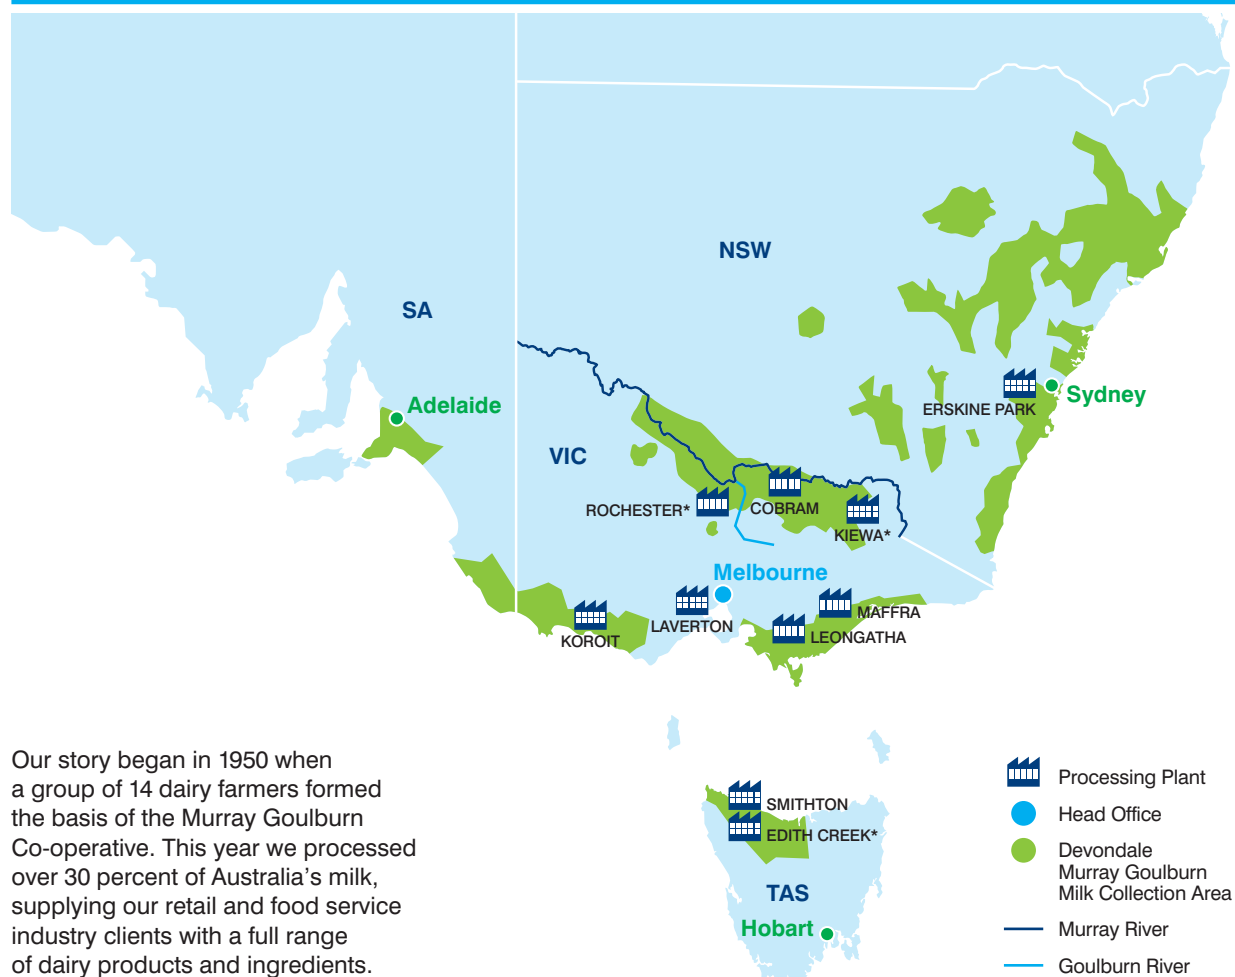 NSW
SA
Adelaide
Sydney
ERSKINE PARK
VIC
ROCHESTER*
COBRAM
KIEWA*
Melbourne
LAVERTON
MAFFRA
LEONGATHA
KOROIT
Our story began in 1950 when
a group of 14 dairy farmers formed
the basis of the Murray Goulburn
Co-operative. This year we processed
over 30 percent of Australia’s milk,
supplying our retail and food service
industry clients with a full range
of dairy products and ingredients.
SMITHTON
EDITH CREEK*
TAS
Hobart
Processing Plant
Head Office
Devondale
Murray Goulburn
Milk Collection Area
Murray River
Goulburn River